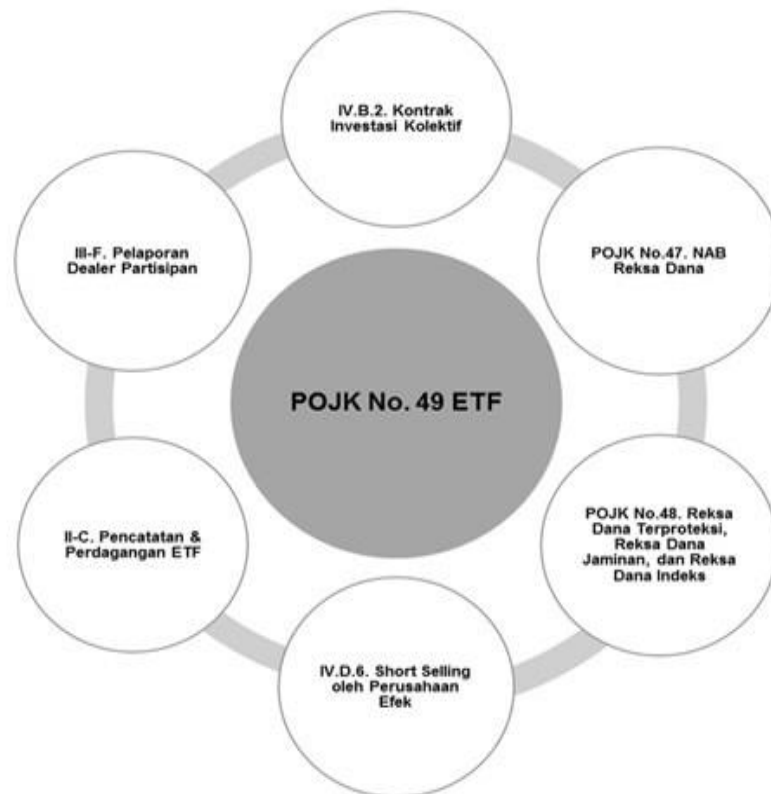 IV.B.2. Kontrak
Investasi Kolektif
III-F. Pelaporan
Dealer Partisipan
POJK No.47. NAB
Reksa Dana
POJK No. 49 ETF
II-C. Pencatatan &
Perdagangan ETF
POJK No.48. Reksa
Dana Terproteksi,
Reksa Dana
Jaminan, dan Reksa
Dana Indeks
IV.D.6. Short Selling
oleh Perusahaan
Efek